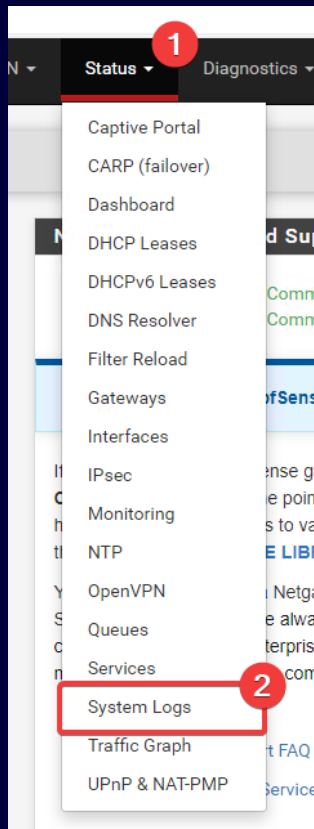 1
N Status Diagnostics
Captive Portal
CARP (failover)
Dashboard
DHCP Leases
DHCPv6 Leases
DNS Resolver
Filter Reload
Gateways
Interfaces
IPsec
Monitoring
NTP
OpenVPN
Queues
Services
2
System Logs
Traffic Graph
UPnP & NAT-PMP